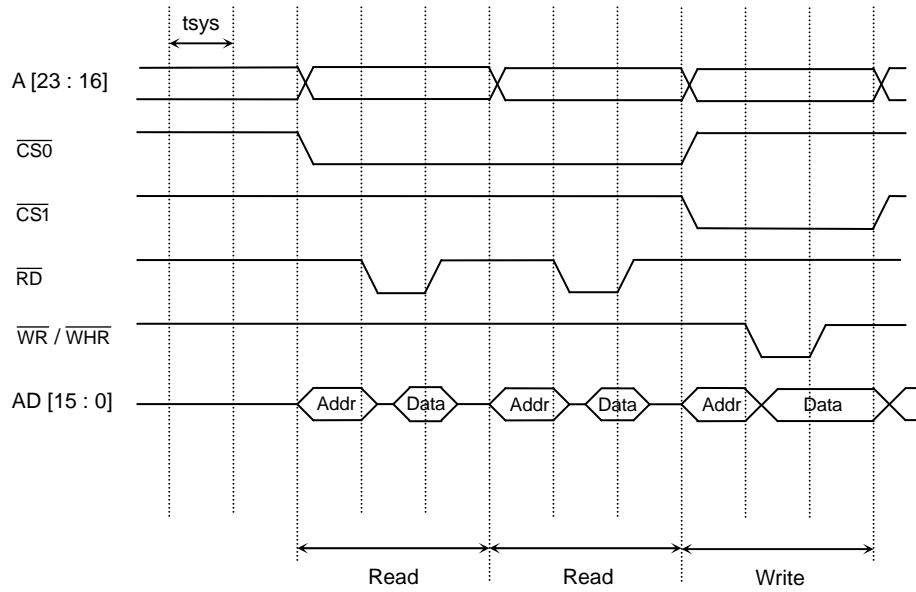 tsys
A [23 : 16]
CS0
CS1
RD
WR / WHR
AD [15 : 0]
Addr Data Addr Data Addr Data
Read Read Write